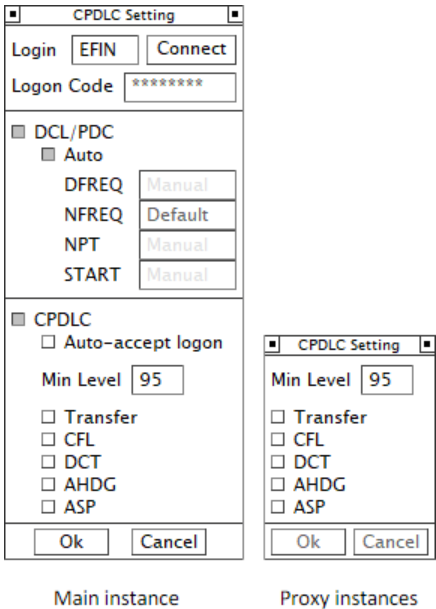 CPDLC Setting
Login EFIN Connect
Logon Code ********
DCL/PDC
Auto
DFREQ Manual
NFREQ Default
NPT Manual
START Manual
CPDLC
Auto-accept logon
Min Level 95
Transfer
CFL
DCT
AHDG
ASP
Ok Cancel
Main instance
CPDLC Setting
Min Level 95
Transfer
CFL
DCT
AHDG
ASP
Ok Cancel
Proxy instances